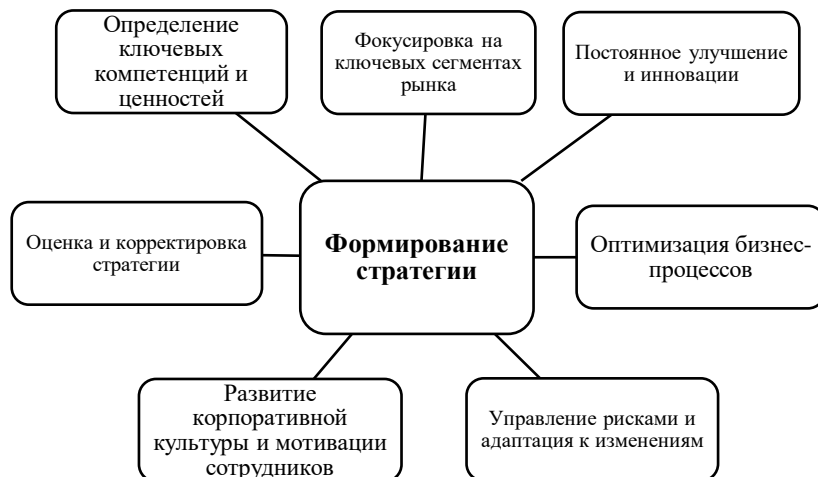 Определение
ключевых
компетенций и
ценностей
Фокусировка на
ключевых сегментах
рынка
Постоянное улучшение
и инновации
Оценка и корректировка
стратегии
Формирование
стратегии
Оптимизация бизнес-
процессов
Развитие
корпоративной
культуры и мотивации
сотрудников
Управление рисками и
адаптация к изменениям